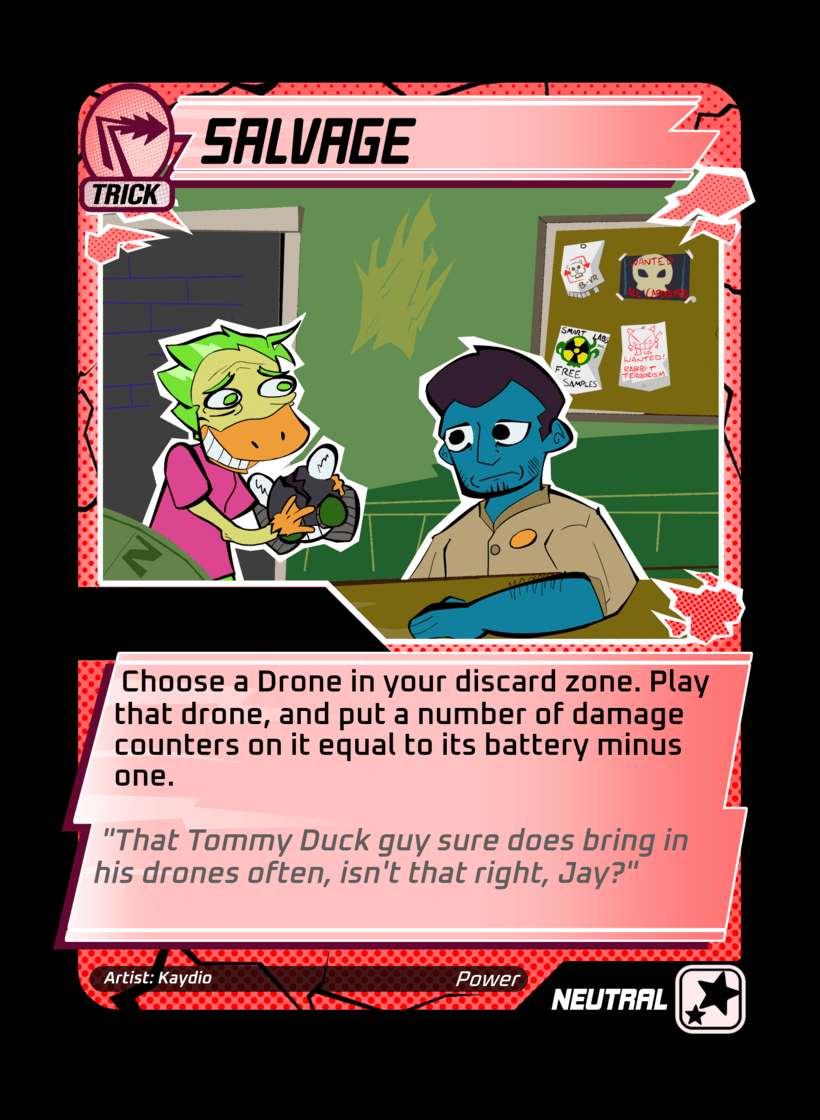 SALVAGE
TRICK
B.VR
WANTED
SMART LABS
FREE
SAMPLES
WANTED!
RABBIT
TERRORISM
N
Choose a Drone in your discard zone. Play
that drone, and put a number of damage
counters on it equal to its battery minus
one.
"That Tommy Duck guy sure does bring in
his drones often, isn't that right, Jay?"
Artist: Kaydio
Power
NEUTRAL